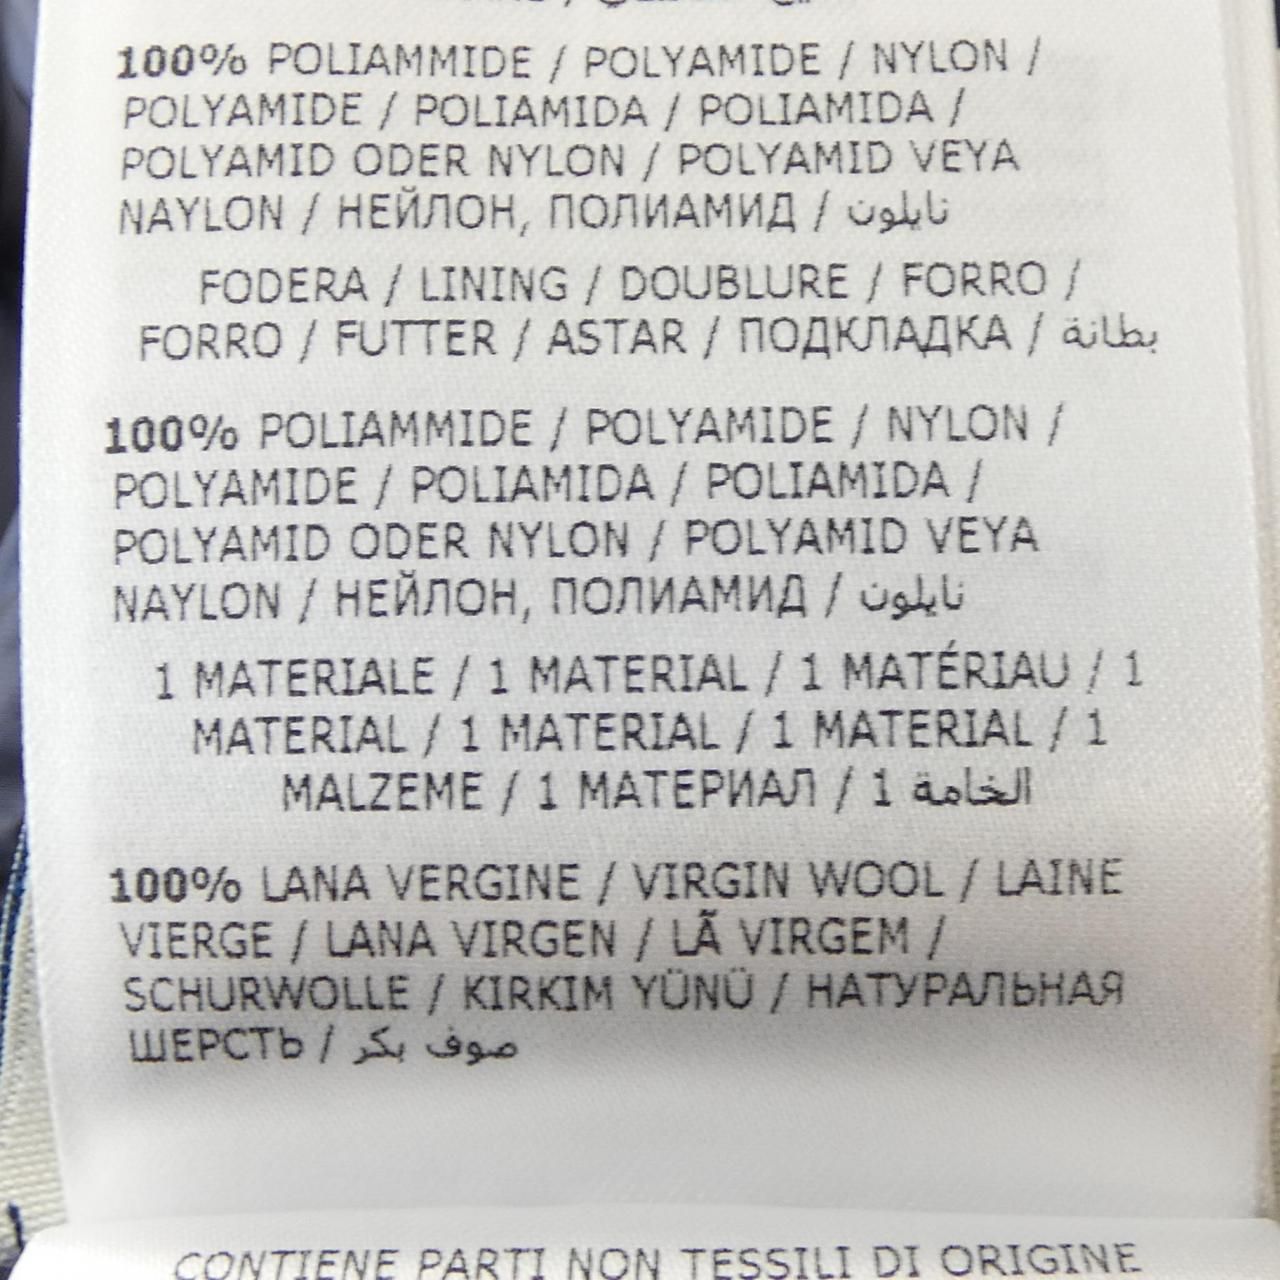 100% POLIAMMIDE / POLYAMIDE / NYLON /
POLYAMIDE / POLIAMIDA / POLIAMIDA /
POLYAMID ODER NYLON / POLYAMID VEYA
NAYLON / НЕЙЛОН, ПОЛИАМИД / نايلون
FODERA / LINING / DOUBLURE / FORRO /
FORRO / FUTTER / ASTAR / ПОДКЛАДКА / بطانة
100% POLIAMMIDE / POLYAMIDE / NYLON /
POLYAMIDE / POLIAMIDA / POLIAMIDA /
POLYAMID ODER NYLON / POLYAMID VEYA
NAYLON / НЕЙЛОН, ПОЛИАМИД / نايلون
1 MATERIALE / 1 MATERIAL / 1 MATÉRIAU / 1
MATERIAL / 1 MATERIAL / 1 MATERIAL / 1
MALZEME / 1 МАТЕРИАЛ / 1 الخامة
100% LANA VERGINE / VIRGIN WOOL / LAINE
VIERGE / LANA VIRGEN / LÃ VIRGEM /
SCHURWOLLE / KIRKIM YÜNÜ / НАТУРАЛЬНАЯ
ШЕРСТЬ / صوف بكر
CONTIENE PARTI NON TESSILI DI ORIGINE